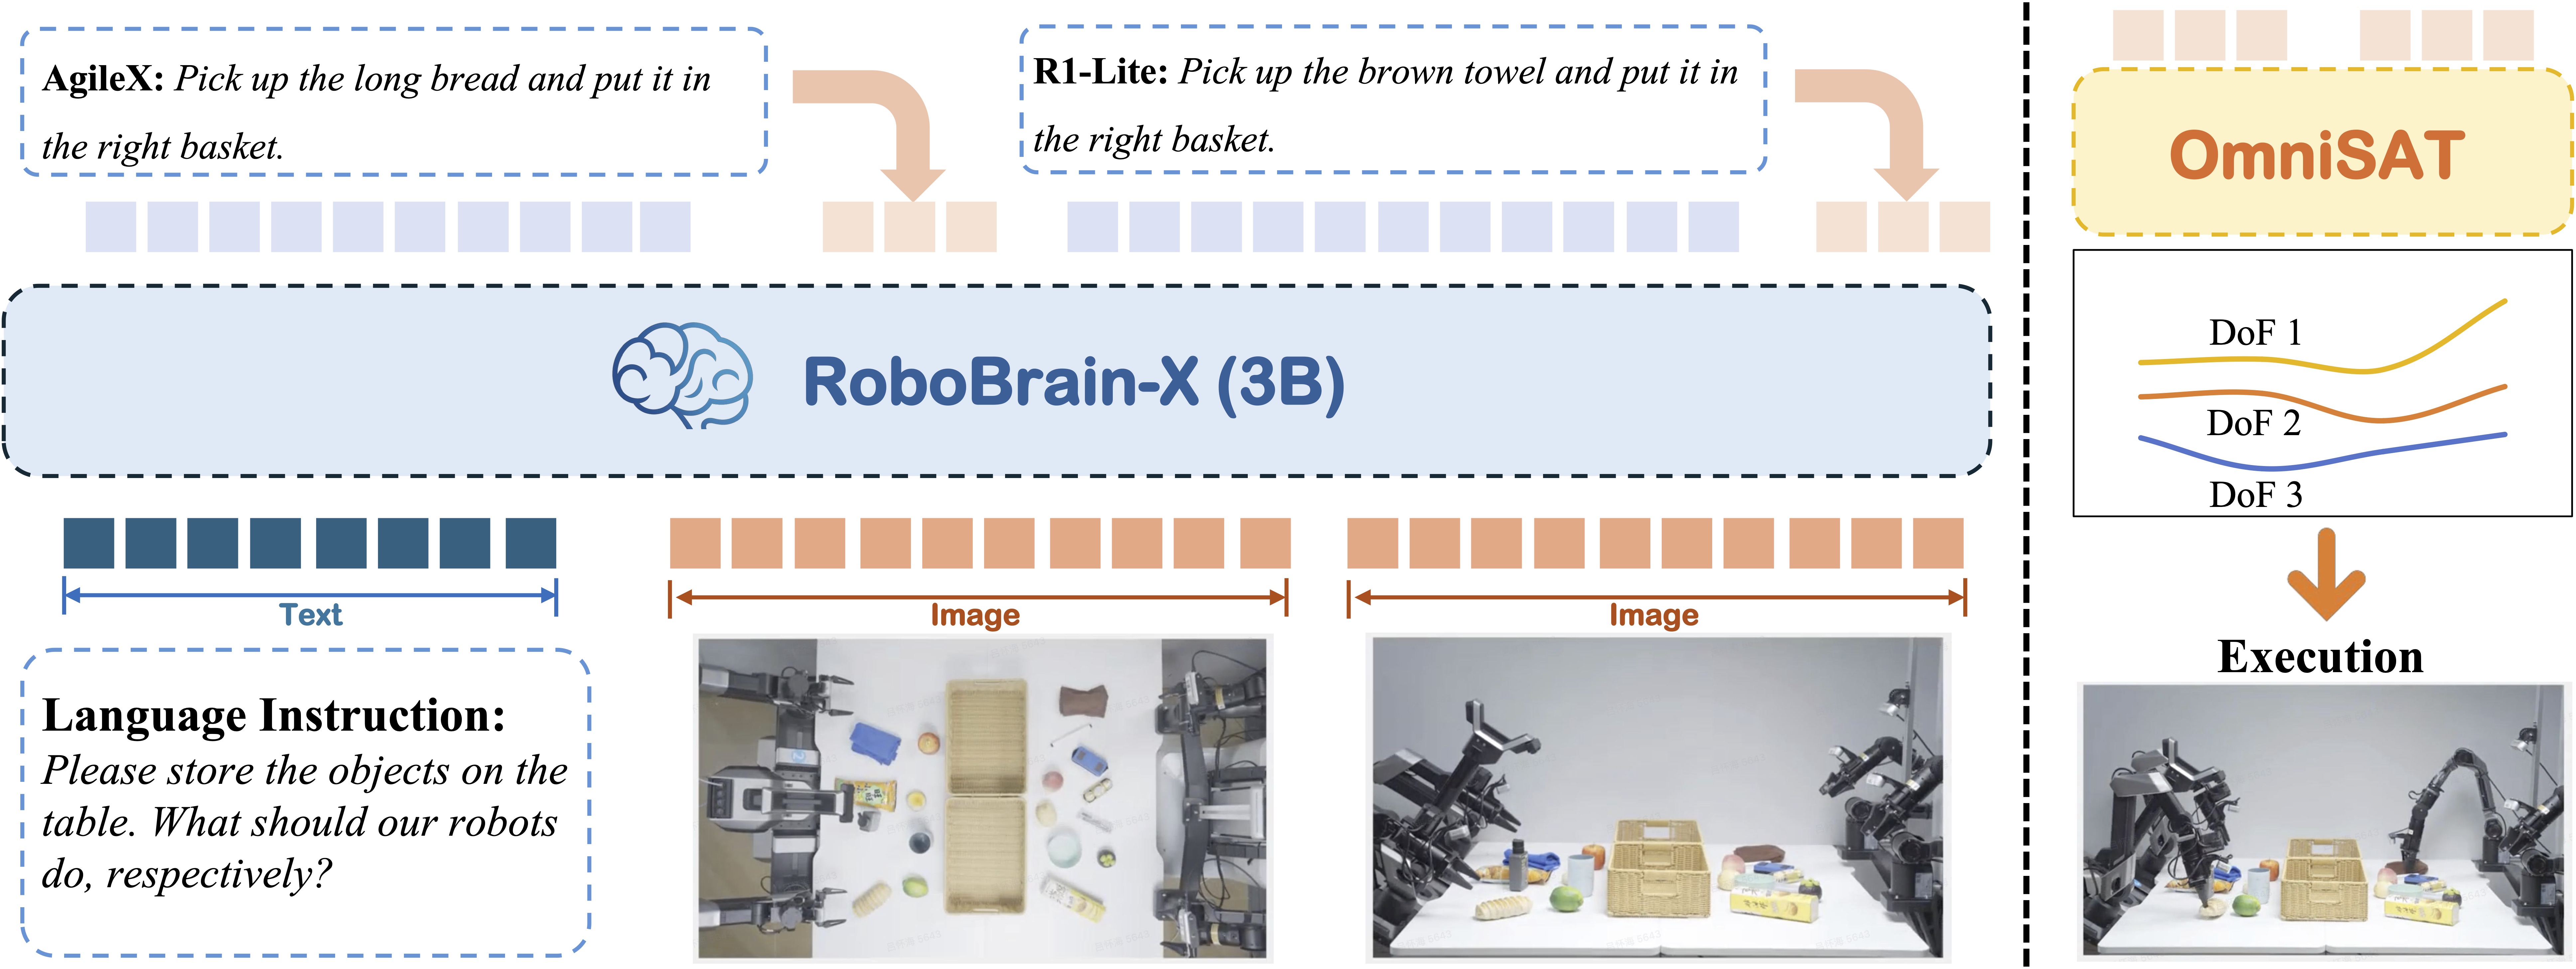 AgileX: Pick up the long bread and put it in
the right basket.
R1-Lite: Pick up the brown towel and put it in
the right basket.
OmniSAT
RoboBrain-X (3B)
DoF 1
DoF 2
DoF 3
Text
Image
Image
Language Instruction:
Please store the objects on the
table. What should our robots
do, respectively?
Execution